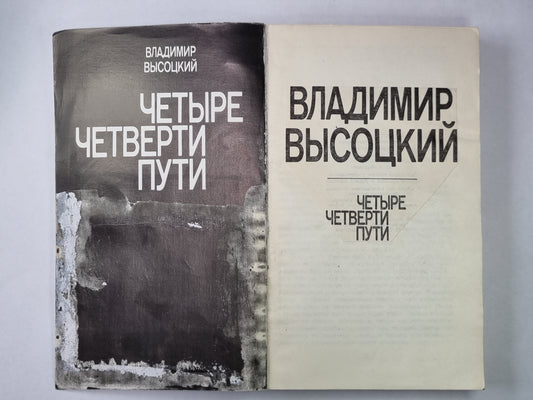 ВЛАДИМИР
ВЫСОЦКИЙ
ЧЕТЫРЕ
ЧЕТВЕРТИ
ПУТИ
ВЛАДИМИР
ВЫСОЦКИЙ
ЧЕТЫРЕ
ЧЕТВЕРТИ
ПУТИ